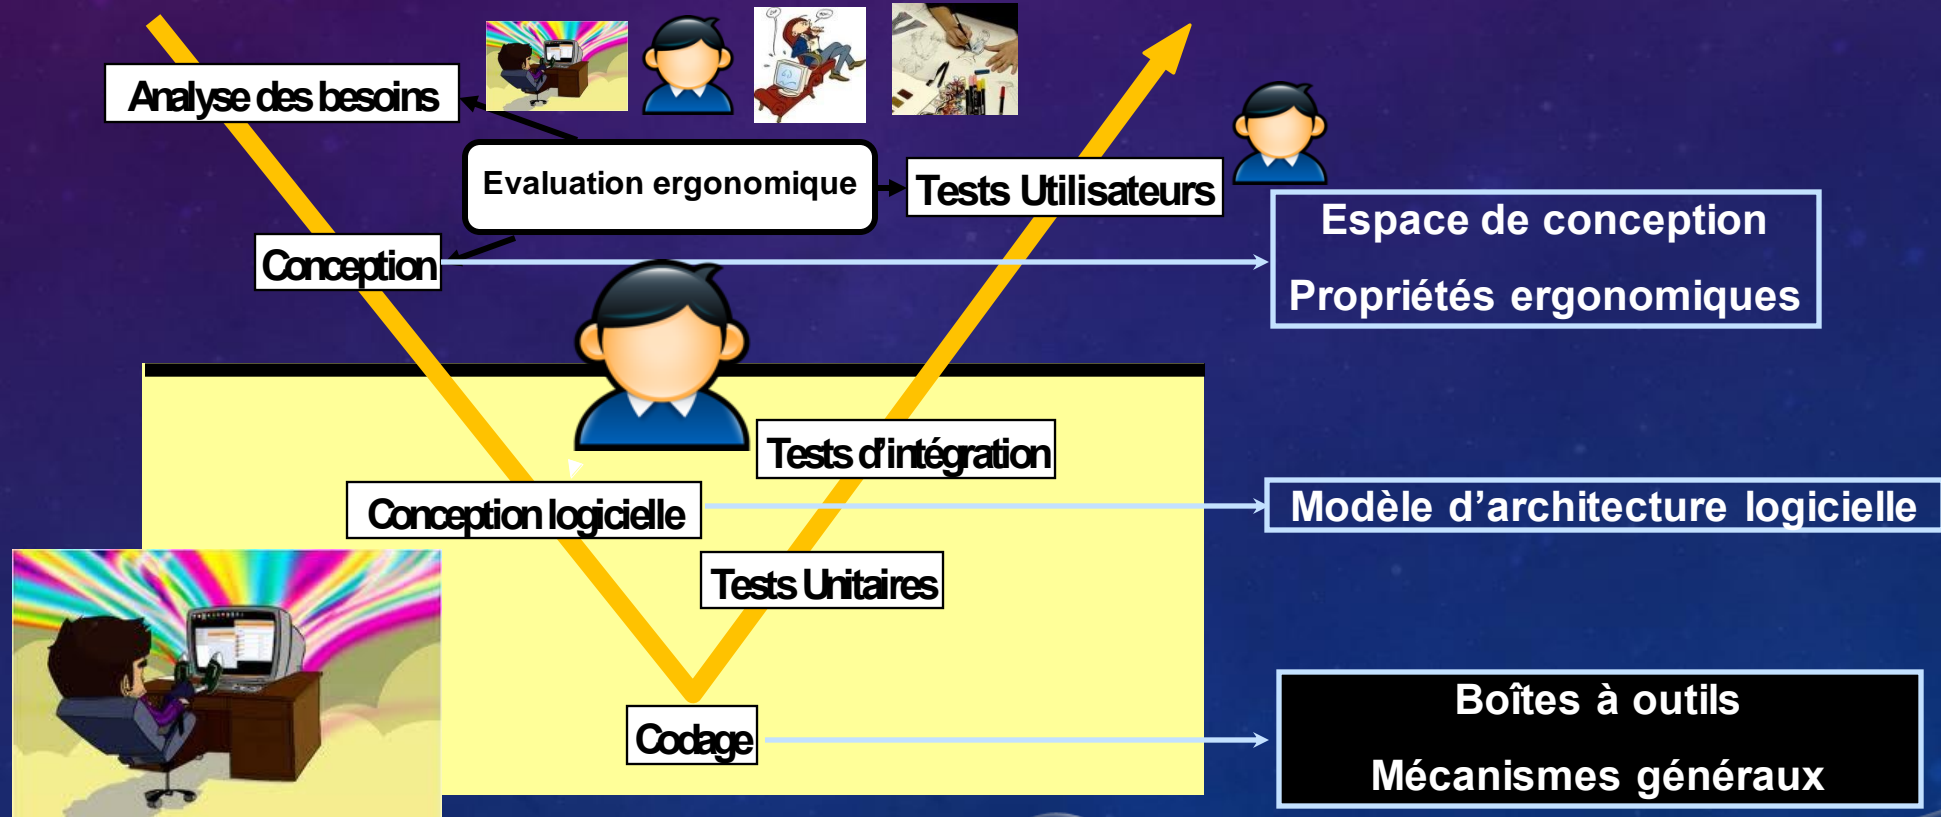 Analyse des besoins
Evaluation ergonomique
Tests Utilisateurs
Espace de conception
Propriétés ergonomiques
Conception
Tests d’intégration
Conception logicielle
Modèle d’architecture logicielle
Tests Unitaires
Codage
Boîtes à outils
Mécanismes généraux